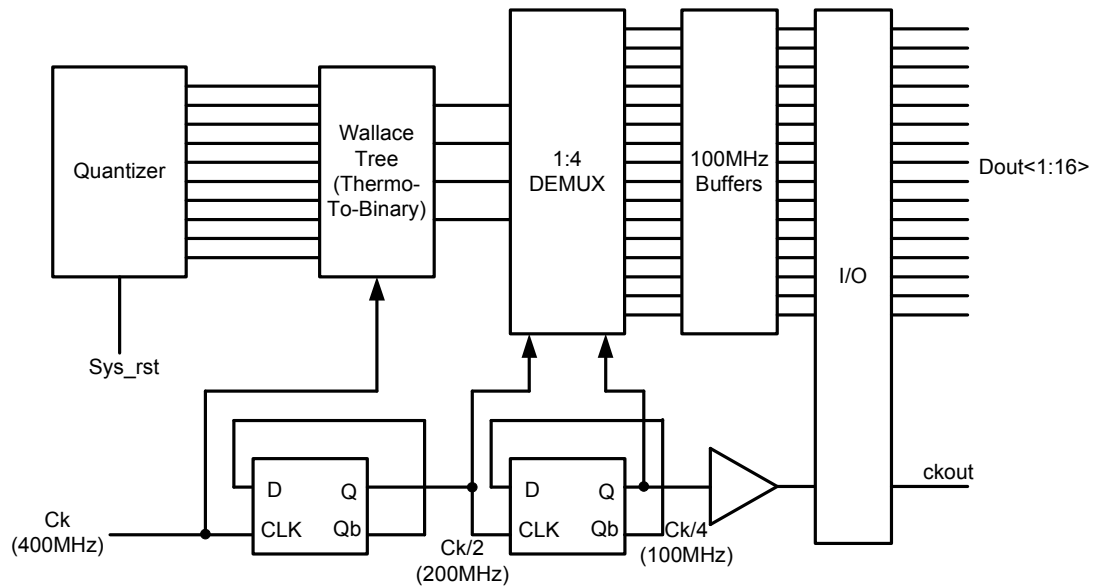 Quantizer
Wallace
Tree
(Thermo-
To-Binary)
1:4
DEMUX
100MHz
Buffers
I/O
Dout<1:16>
Sys_rst
D
Q
CLK
Qb
D
Q
CLK
Qb
Ck
(400MHz)
Ck/2
(200MHz)
Ck/4
(100MHz)
ckout